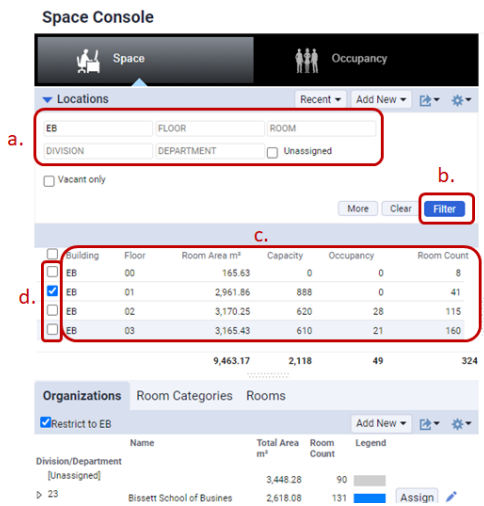 Space Console
Space Occupancy
Locations Recent Add New
a.
EB FLOOR ROOM
DIVISION DEPARTMENT Unassigned
Vacant only
b.
More Clear Filter
c.
Building Floor Room Area m² Capacity Occupancy Room Count
d.
EB 00 165.63 0 0 8
EB 01 2,961.86 888 0 41
EB 02 3,170.25 620 28 115
EB 03 3,165.43 610 21 160
9,463.17 2,118 49 324
Organizations Room Categories Rooms
Restrict to EB Add New
Name Total Area Room Legend
m² Count
Division/Department
[Unassigned] 3,448.28 90
23 Bissett School of Busines 2,618.08 131 Assign